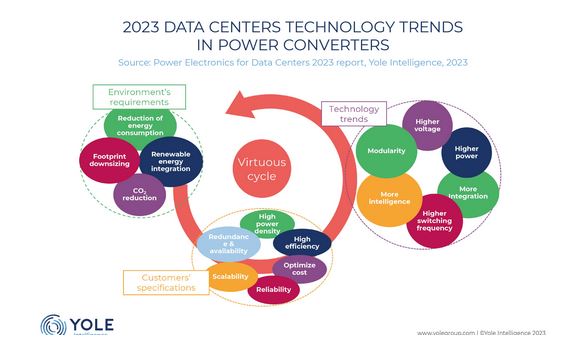 2023 DATA CENTERS TECHNOLOGY TRENDS
IN POWER CONVERTERS
Source: Power Electronics for Data Centers 2023 report, Yole Intelligence, 2023
Environment's
requirements
Reduction of
energy
consumption
Footprint
downsizing
Renewable
energy
integration
CO₂
reduction
Virtuous
cycle
Technology
trends
Higher
voltage
Modularity
Higher
power
More
intelligence
More
integration
Higher
switching
frequency
High
power
density
Redundanc
e &
availability
High
efficiency
Optimize
cost
Scalability
Reliability
Customers'
specifications
YOLE
Intelligence
www.yolegroup.com | ©Yole Intelligence 2023